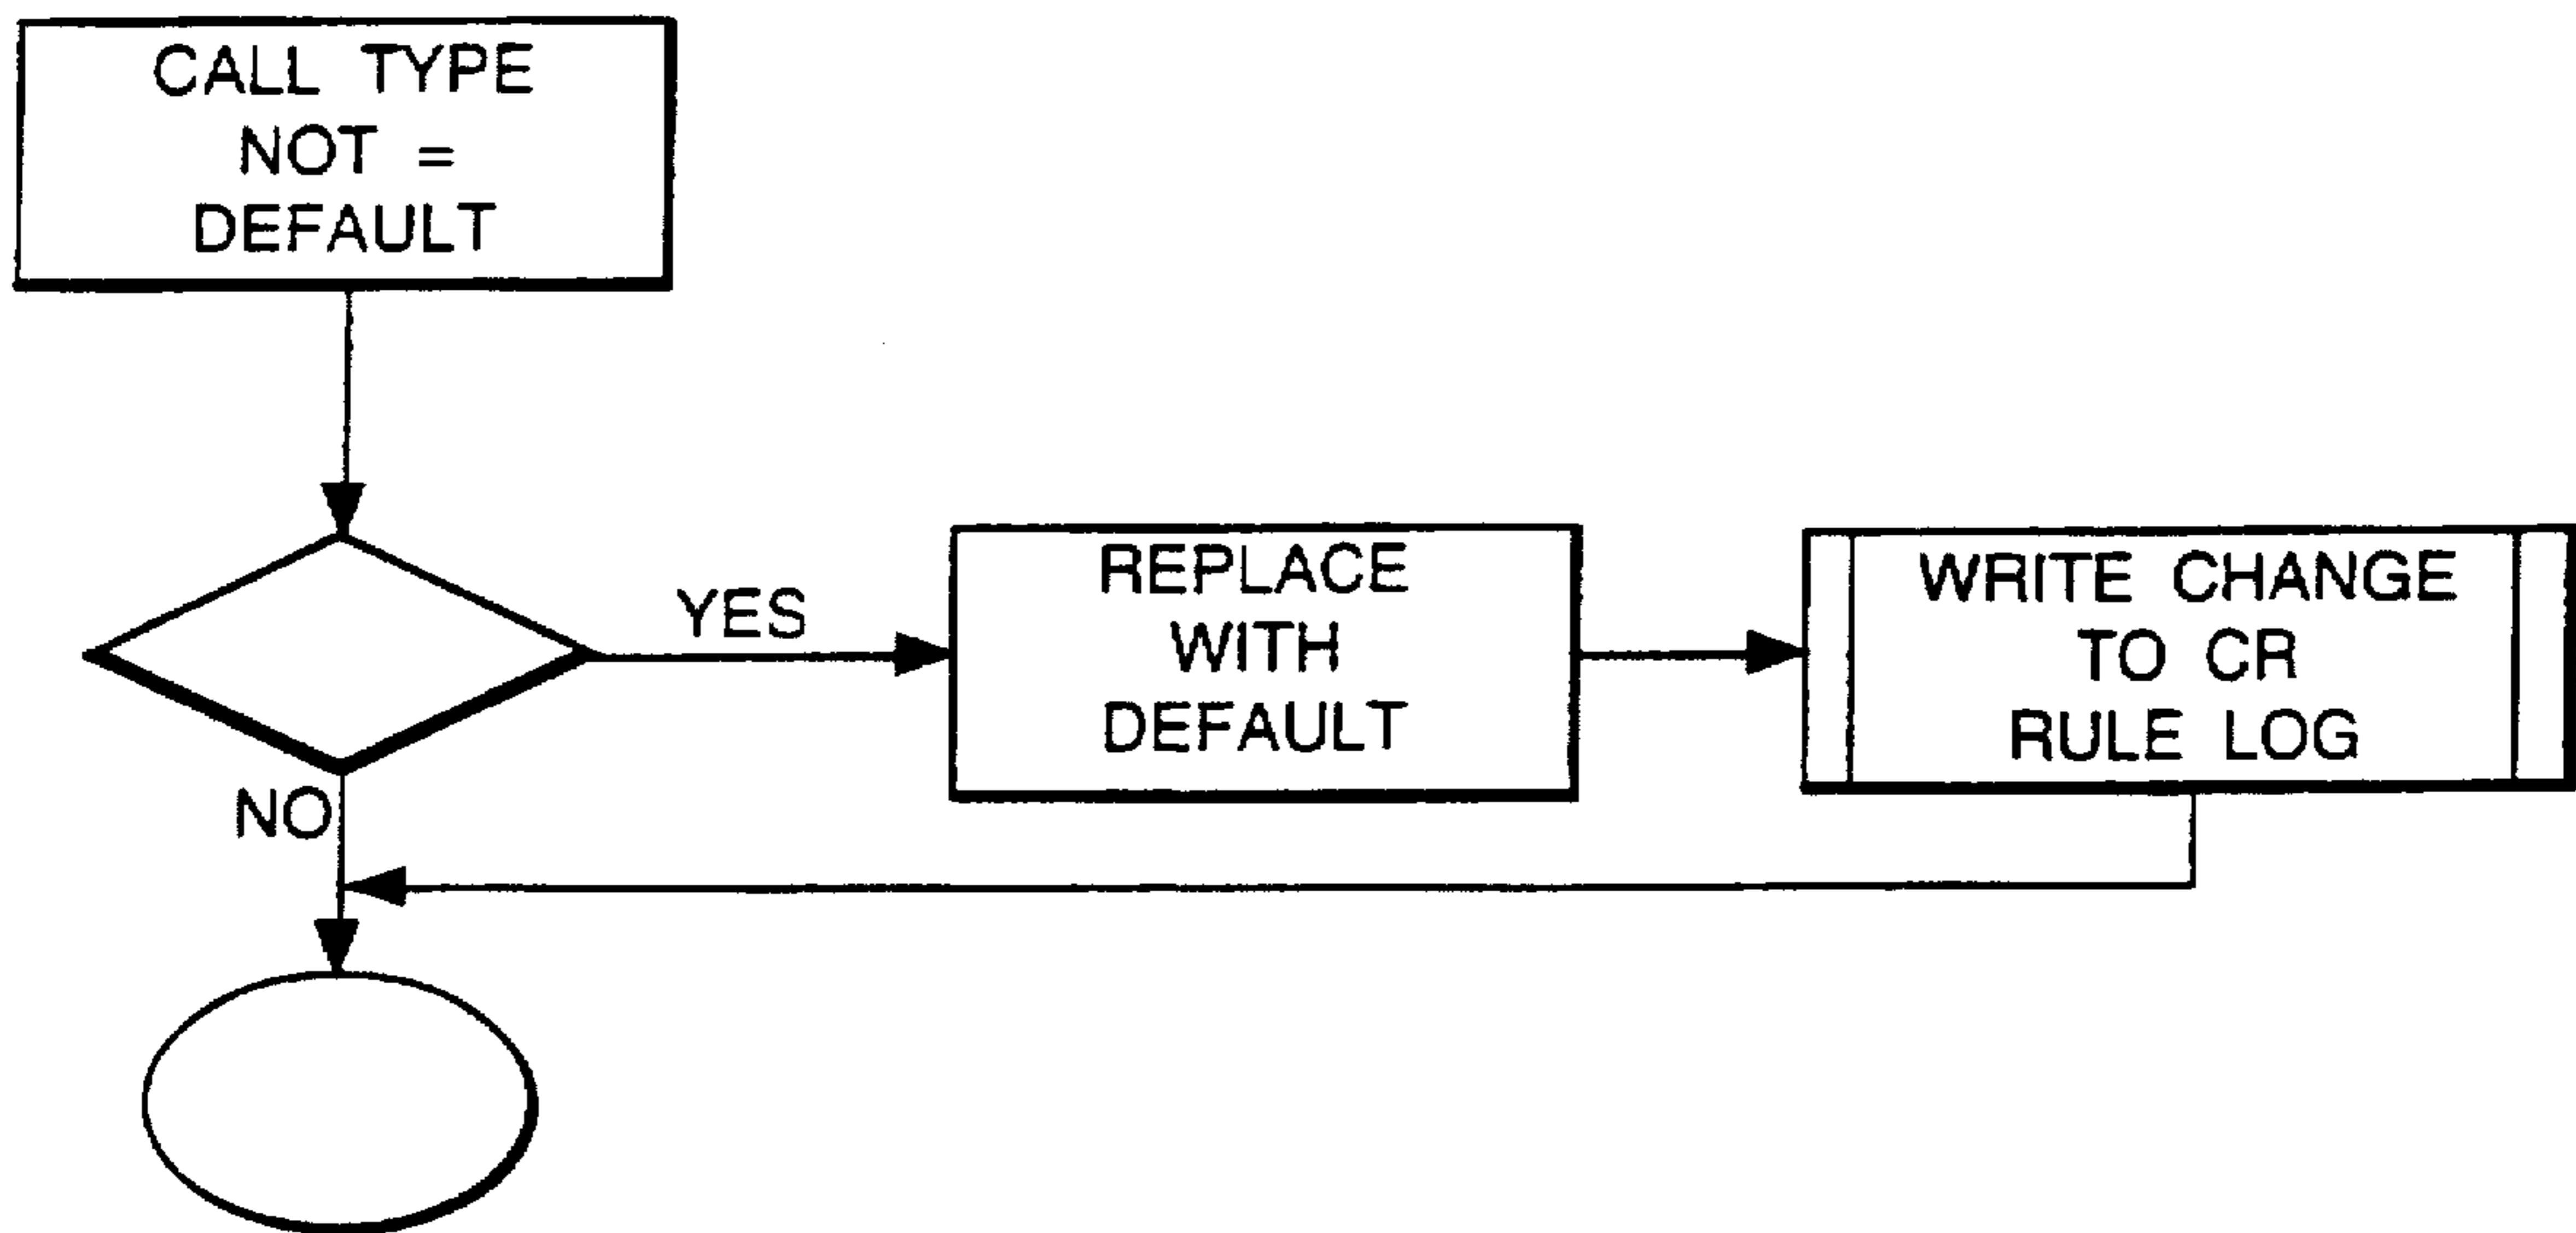 CALL TYPE
NOT =
DEFAULT
YES
REPLACE
WITH
DEFAULT
WRITE CHANGE
TO CR
RULE LOG
NO